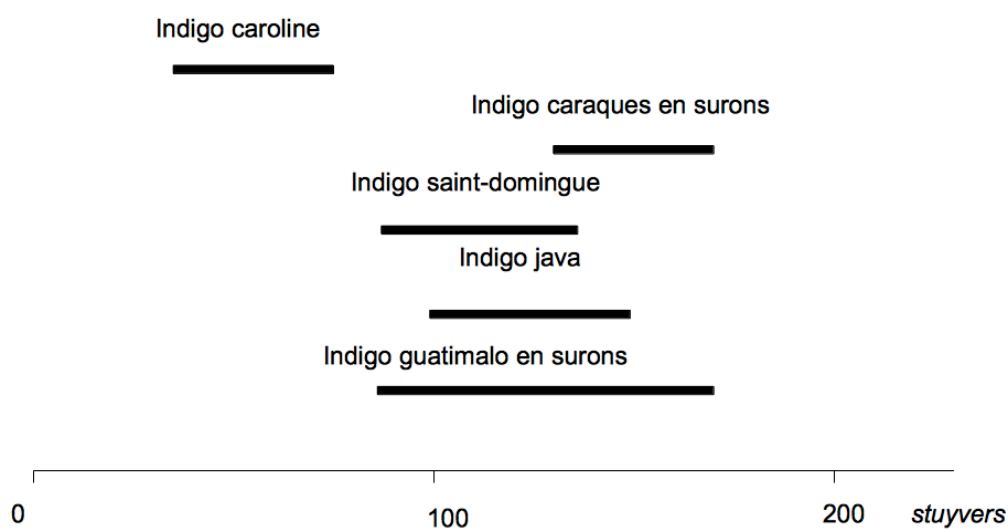 Indigo caroline
Indigo caraques en surons
Indigo saint-domingue
Indigo java
Indigo guatimalo en surons
0 100 200 stuyvers